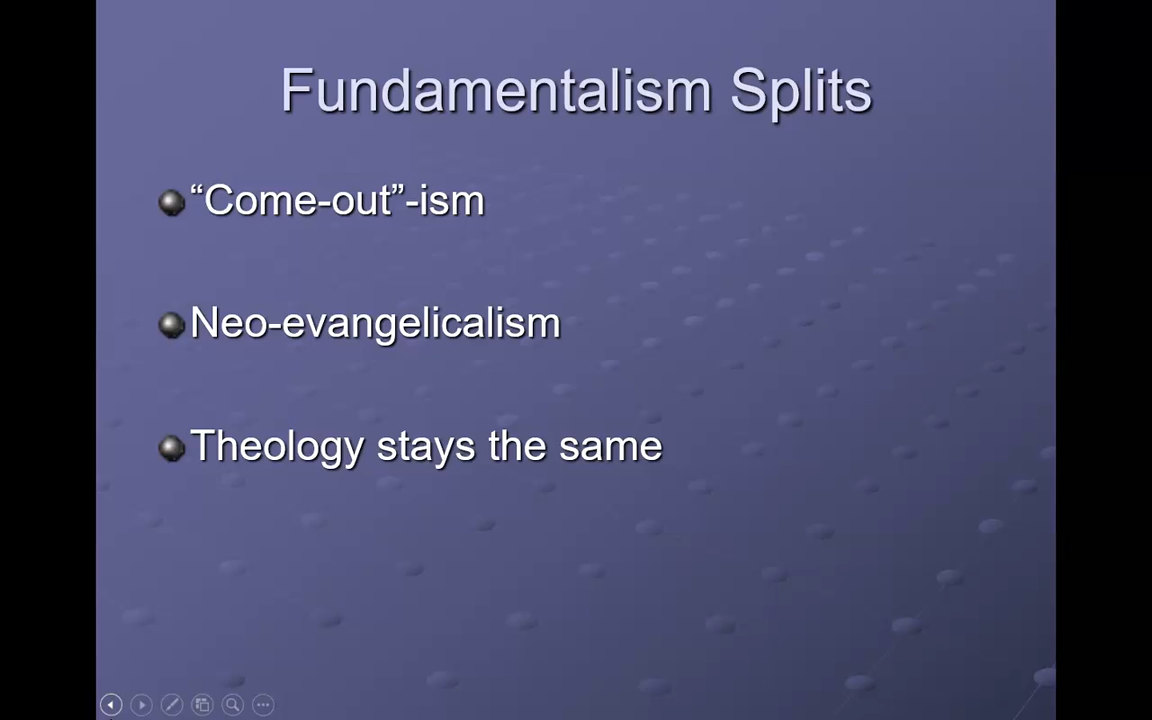 Fundamentalism Splits
“Come-out”-ism
Neo-evangelicalism
Theology stays the same